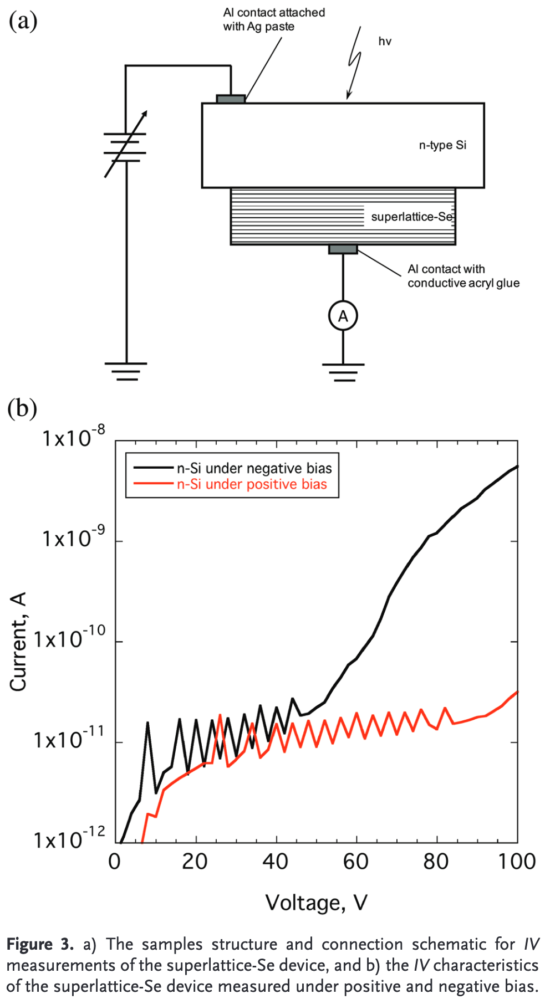 (a)
Al contact attached
with Ag paste
hv
n-type Si
superlattice-Se
Al contact with
conductive acryl glue
A
(b)
1x10-8
n-Si under negative bias
n-Si under positive bias
1x10-9
1x10-10
1x10-11
1x10-12
Current, A
0 20 40 60 80 100
Voltage, V
Figure 3. a) The samples structure and connection schematic for IV
measurements of the superlattice-Se device, and b) the IV characteristics
of the superlattice-Se device measured under positive and negative bias.